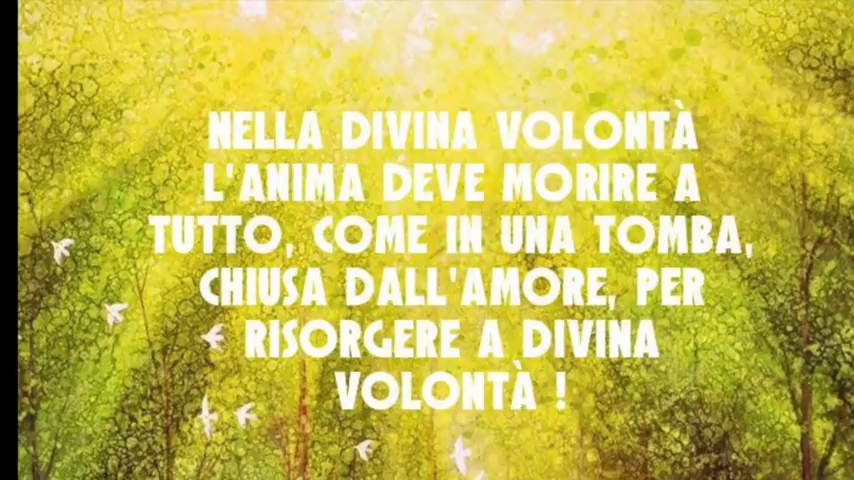 NELLA DIVINA VOLONTÀ
L'ANIMA DEVE MORIRE A
TUTTO, COME IN UNA TOMBA,
CHIUSA DALL'AMORE, PER
RISORGERE A DIVINA
VOLONTÀ !